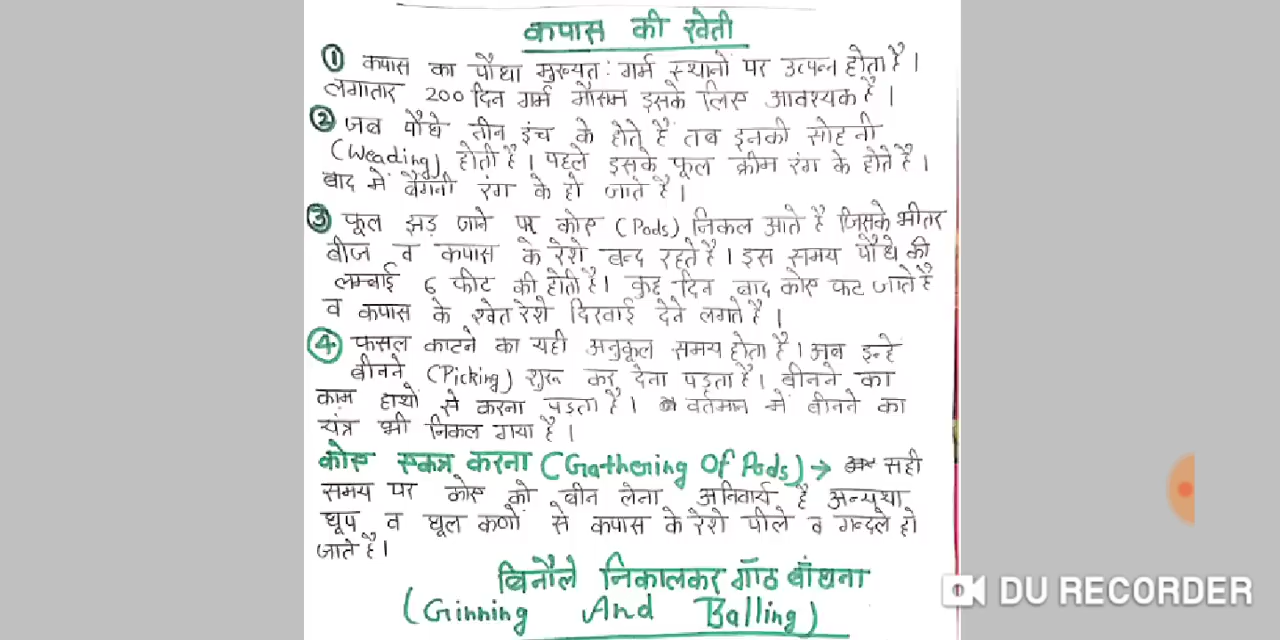 कपास की खेती
① कपास का पौधा मुख्यत: गर्म स्थानों पर उत्पन्न होता है।
लगातार 200 दिन गर्म मौसम इसके लिए आवश्यक है।
② जब पौधे तीन इंच के होते हैं तब इनकी सोहनी
(Weading) होती है। पहले इसके फूल क्रीम रंग के होते है।
बाद में बैंगनी रंग के हो जाते है।
③ फूल झड़ जाने पर कोए (Pods) निकल आते है जिसके भीतर
बीज व कपास के रेशे बन्द रहते है। इस समय पौधे की
लम्बाई 6 फीट की होती है। कुह दिन बाद कोए फट जाते है
व कपास के श्वेत रेशे दिखाई देने लगते है।
④ फसल काटने का यही अनुकूल समय होता है। अब इन्हे
बीनने (Picking) शुरू कर देना पड़ता है। बीनने का
काम हाथों से करना पड़ता है। वर्तमान में बीनने का
यंत्र भी निकल गया है।
कोए एकत्र करना (Gathering Of Pods) → सही
समय पर कोए को बीन लेना अनिवार्य है अन्यथा
धूप व धूल कणों से कपास के रेशे पीले व गन्दले हो
जाते है।
बिनौले निकालकर गाँठ बाँधना
(Ginning And Balling)
DU RECORDER